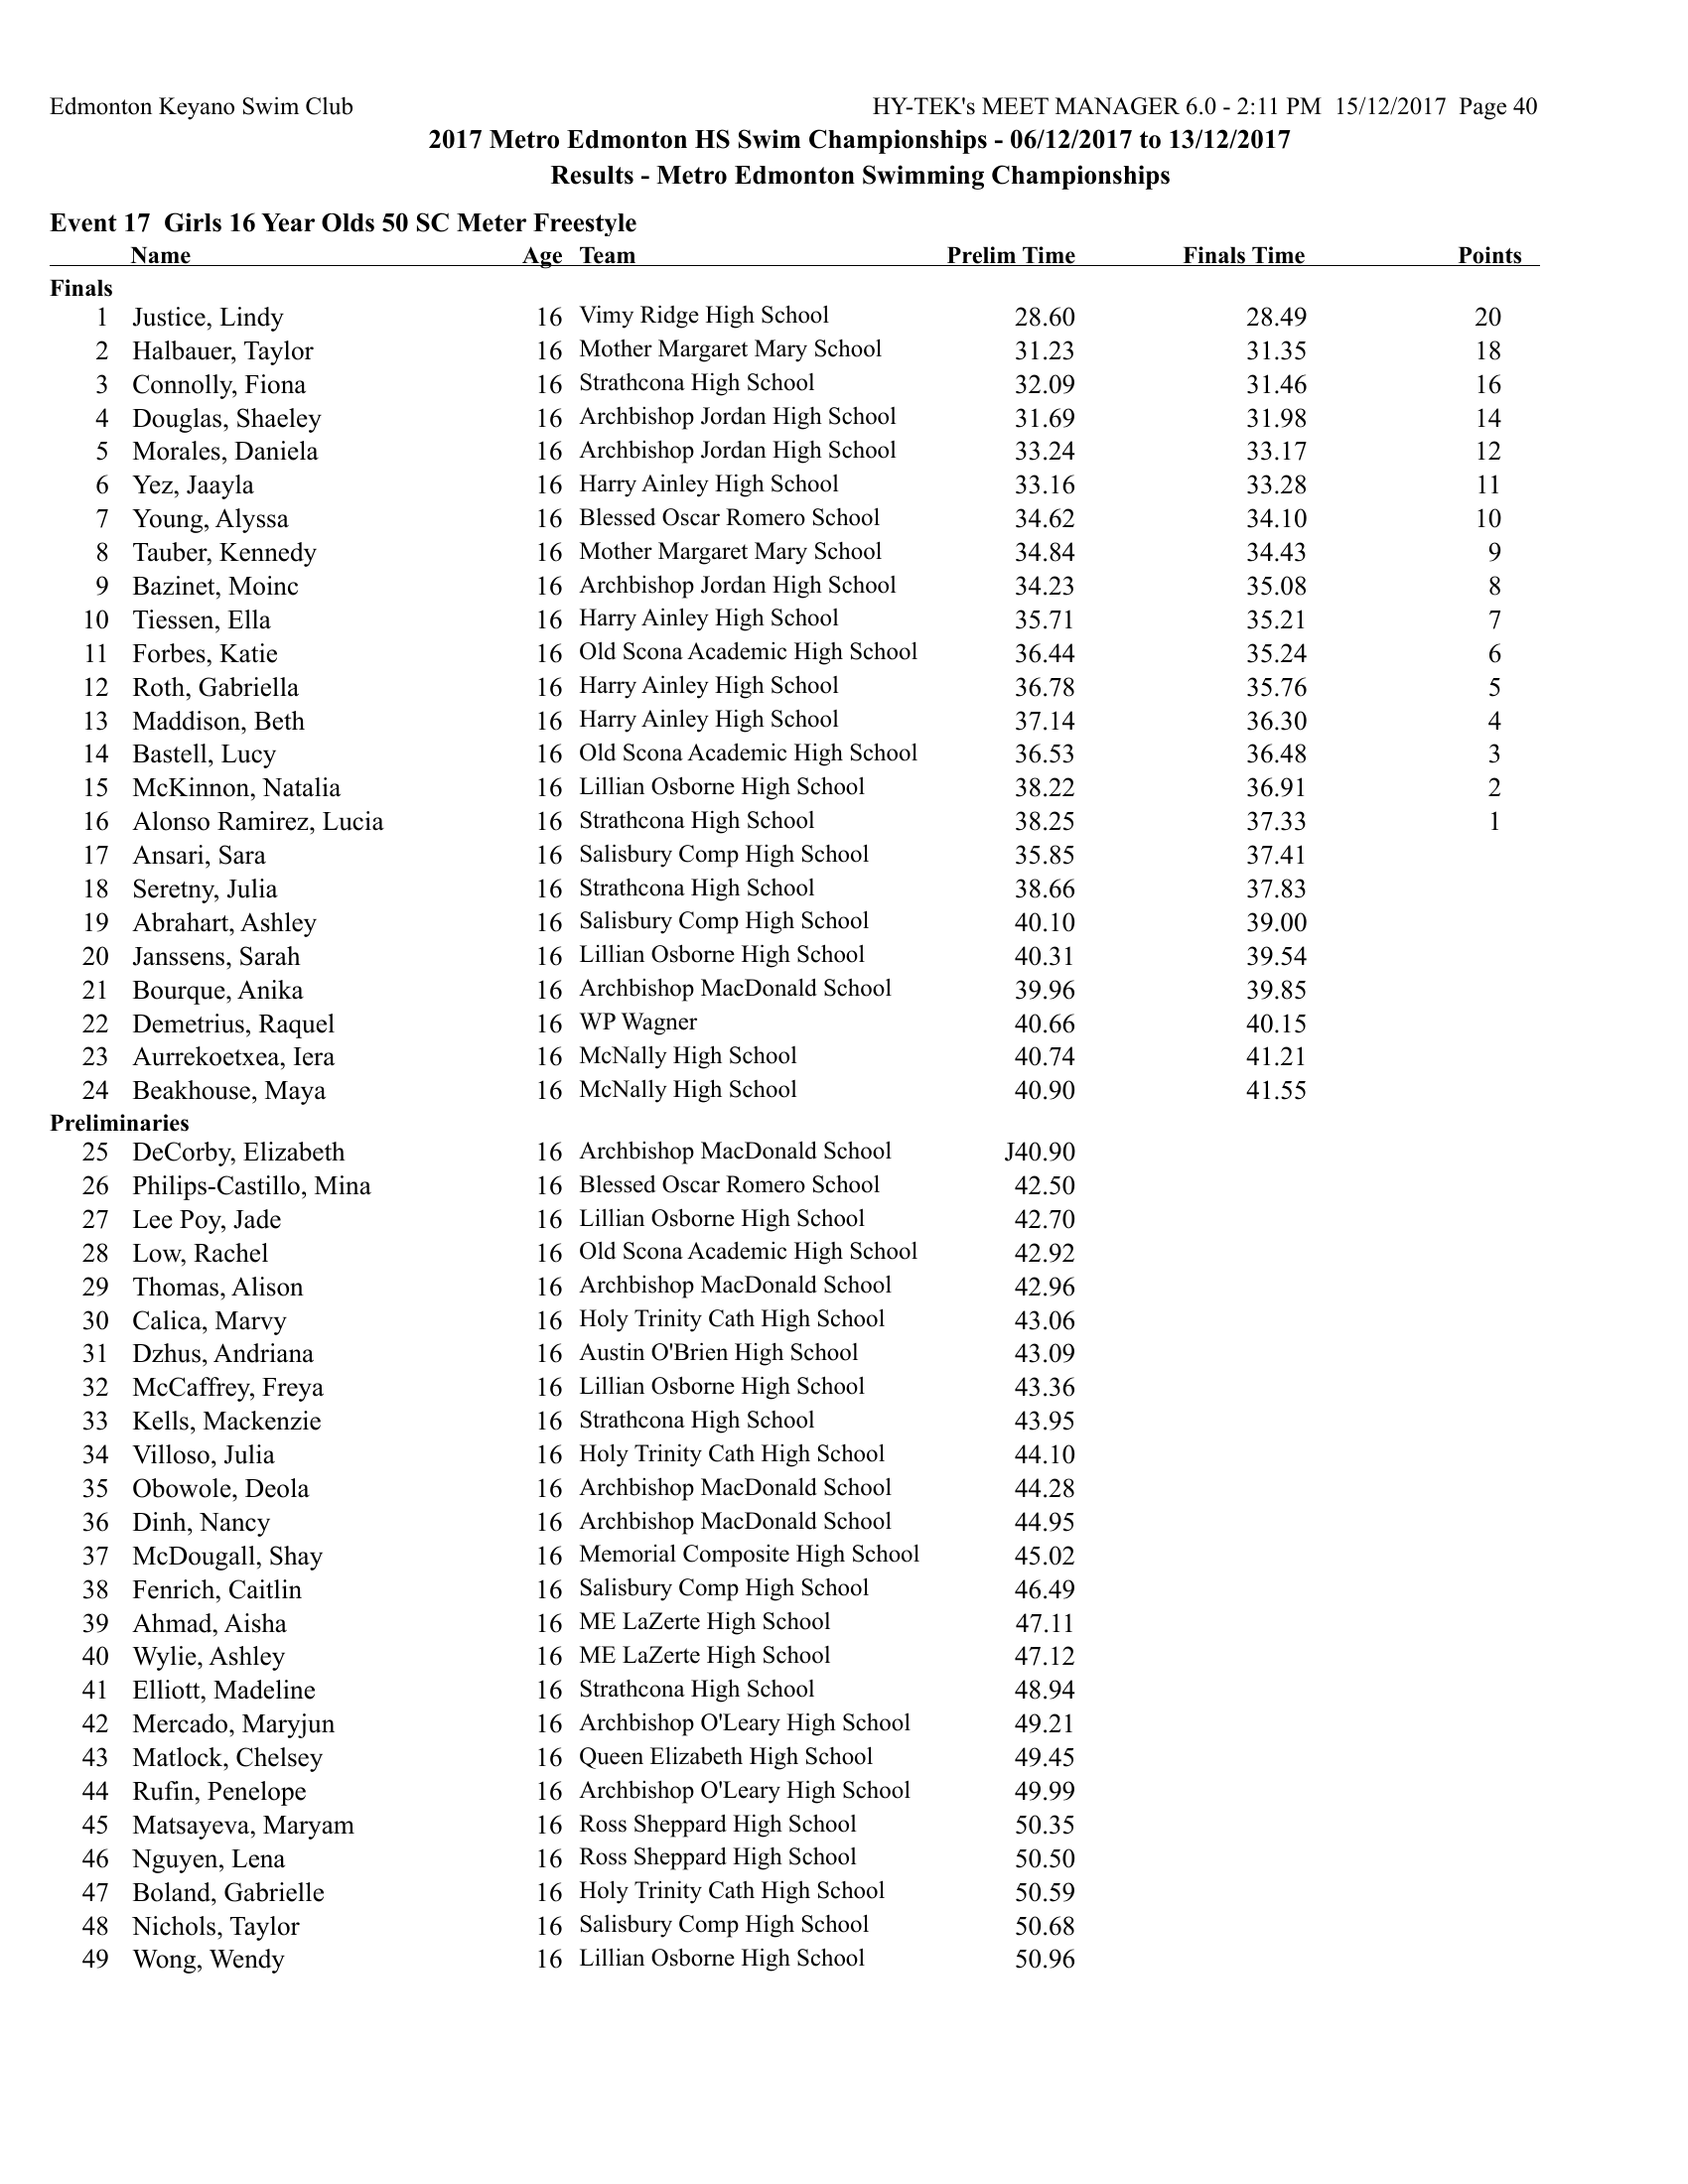 Edmonton Keyano Swim Club HY-TEK's MEET MANAGER 6.0 - 2:11 PM 15/12/2017 Page 40
2017 Metro Edmonton HS Swim Championships - 06/12/2017 to 13/12/2017
Results - Metro Edmonton Swimming Championships
Event 17 Girls 16 Year Olds 50 SC Meter Freestyle
Name Age Team Prelim Time Finals Time Points
Finals
1 Justice, Lindy 16 Vimy Ridge High School 28.60 28.49 20
2 Halbauer, Taylor 16 Mother Margaret Mary School 31.23 31.35 18
3 Connolly, Fiona 16 Strathcona High School 32.09 31.46 16
4 Douglas, Shaeley 16 Archbishop Jordan High School 31.69 31.98 14
5 Morales, Daniela 16 Archbishop Jordan High School 33.24 33.17 12
6 Yez, Jaayla 16 Harry Ainley High School 33.16 33.28 11
7 Young, Alyssa 16 Blessed Oscar Romero School 34.62 34.10 10
8 Tauber, Kennedy 16 Mother Margaret Mary School 34.84 34.43 9
9 Bazinet, Moinc 16 Archbishop Jordan High School 34.23 35.08 8
10 Tiessen, Ella 16 Harry Ainley High School 35.71 35.21 7
11 Forbes, Katie 16 Old Scona Academic High School 36.44 35.24 6
12 Roth, Gabriella 16 Harry Ainley High School 36.78 35.76 5
13 Maddison, Beth 16 Harry Ainley High School 37.14 36.30 4
14 Bastell, Lucy 16 Old Scona Academic High School 36.53 36.48 3
15 McKinnon, Natalia 16 Lillian Osborne High School 38.22 36.91 2
16 Alonso Ramirez, Lucia 16 Strathcona High School 38.25 37.33 1
17 Ansari, Sara 16 Salisbury Comp High School 35.85 37.41
18 Seretny, Julia 16 Strathcona High School 38.66 37.83
19 Abrahart, Ashley 16 Salisbury Comp High School 40.10 39.00
20 Janssens, Sarah 16 Lillian Osborne High School 40.31 39.54
21 Bourque, Anika 16 Archbishop MacDonald School 39.96 39.85
22 Demetrius, Raquel 16 WP Wagner 40.66 40.15
23 Aurrekoetxea, Iera 16 McNally High School 40.74 41.21
24 Beakhouse, Maya 16 McNally High School 40.90 41.55
Preliminaries
25 DeCorby, Elizabeth 16 Archbishop MacDonald School J40.90
26 Philips-Castillo, Mina 16 Blessed Oscar Romero School 42.50
27 Lee Poy, Jade 16 Lillian Osborne High School 42.70
28 Low, Rachel 16 Old Scona Academic High School 42.92
29 Thomas, Alison 16 Archbishop MacDonald School 42.96
30 Calica, Marvy 16 Holy Trinity Cath High School 43.06
31 Dzhus, Andriana 16 Austin O'Brien High School 43.09
32 McCaffrey, Freya 16 Lillian Osborne High School 43.36
33 Kells, Mackenzie 16 Strathcona High School 43.95
34 Villoso, Julia 16 Holy Trinity Cath High School 44.10
35 Obowole, Deola 16 Archbishop MacDonald School 44.28
36 Dinh, Nancy 16 Archbishop MacDonald School 44.95
37 McDougall, Shay 16 Memorial Composite High School 45.02
38 Fenrich, Caitlin 16 Salisbury Comp High School 46.49
39 Ahmad, Aisha 16 ME LaZerte High School 47.11
40 Wylie, Ashley 16 ME LaZerte High School 47.12
41 Elliott, Madeline 16 Strathcona High School 48.94
42 Mercado, Maryjun 16 Archbishop O'Leary High School 49.21
43 Matlock, Chelsey 16 Queen Elizabeth High School 49.45
44 Rufin, Penelope 16 Archbishop O'Leary High School 49.99
45 Matsayeva, Maryam 16 Ross Sheppard High School 50.35
46 Nguyen, Lena 16 Ross Sheppard High School 50.50
47 Boland, Gabrielle 16 Holy Trinity Cath High School 50.59
48 Nichols, Taylor 16 Salisbury Comp High School 50.68
49 Wong, Wendy 16 Lillian Osborne High School 50.96